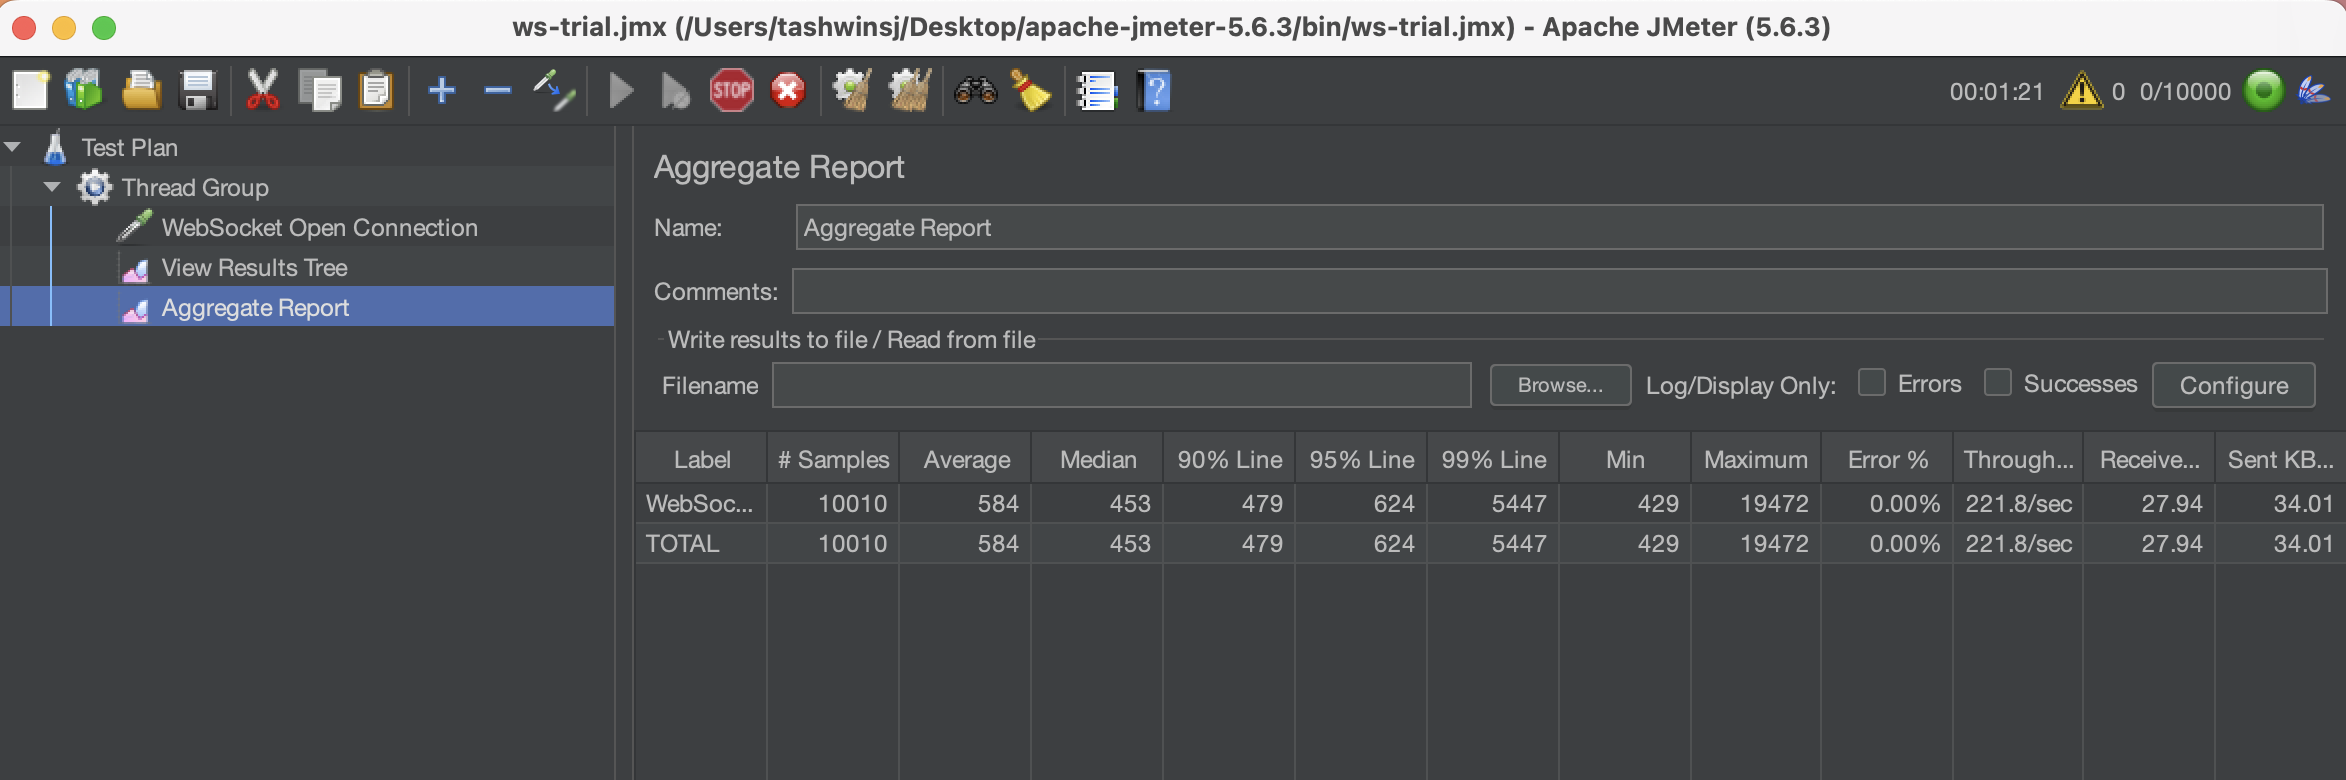 ws-trial.jmx (/Users/tashwinsj/Desktop/apache-jmeter-5.6.3/bin/ws-trial.jmx) - Apache JMeter (5.6.3)
STOP
?
00:01:21 ! 0 0/10000
Test Plan
Thread Group
WebSocket Open Connection
View Results Tree
Aggregate Report
Aggregate Report
Name: Aggregate Report
Comments:
Write results to file / Read from file
Filename Browse... Log/Display Only: Errors Successes Configure
Label # Samples Average Median 90% Line 95% Line 99% Line Min Maximum Error % Through... Receive... Sent KB...
WebSoc... 10010 584 453 479 624 5447 429 19472 0.00% 221.8/sec 27.94 34.01
TOTAL 10010 584 453 479 624 5447 429 19472 0.00% 221.8/sec 27.94 34.01